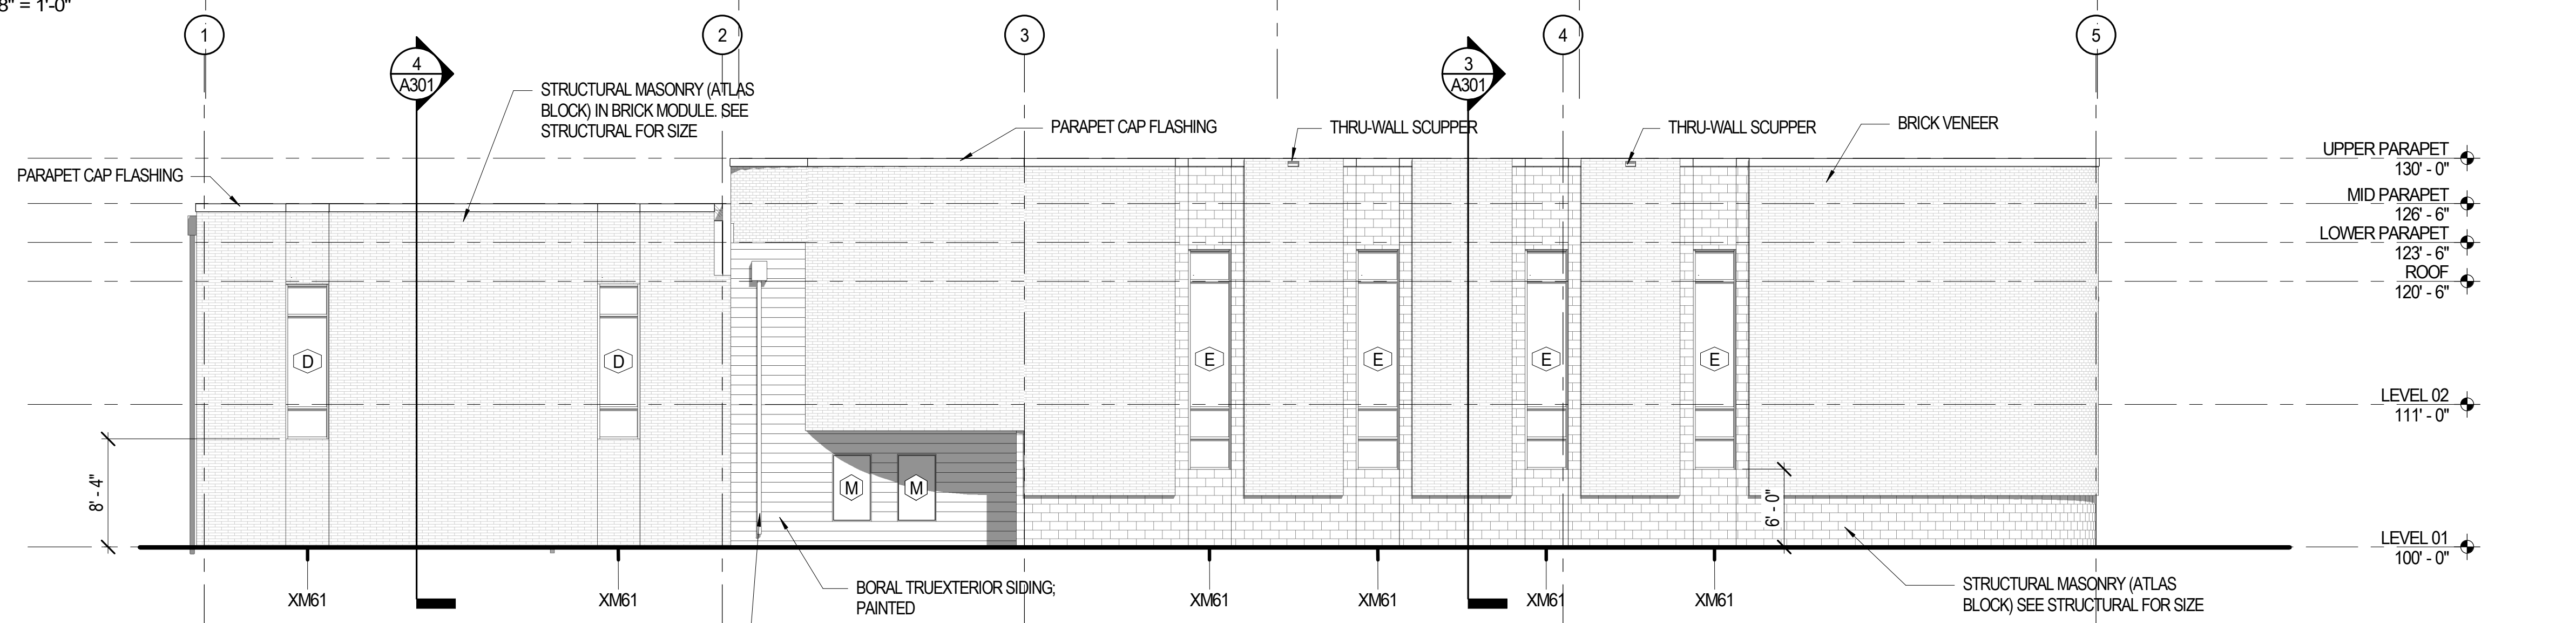 8" = 1'-0"
1
2
3
4
5
4
A301
3
A301
STRUCTURAL MASONRY (ATLAS
BLOCK) IN BRICK MODULE. SEE
STRUCTURAL FOR SIZE
PARAPET CAP FLASHING
THRU-WALL SCUPPER
THRU-WALL SCUPPER
BRICK VENEER
PARAPET CAP FLASHING
UPPER PARAPET
130' - 0"
MID PARAPET
126' - 6"
LOWER PARAPET
123' - 6"
ROOF
120' - 6"
D
D
E
E
E
E
LEVEL 02
111' - 0"
8' - 4"
M
M
6' - 0"
LEVEL 01
100' - 0"
XM61
XM61
BORAL TRUEXTERIOR SIDING;
PAINTED
XM61
XM61
XM61
XM61
STRUCTURAL MASONRY (ATLAS
BLOCK) SEE STRUCTURAL FOR SIZE